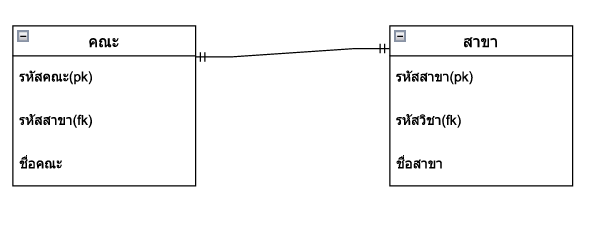 คณะ
รหัสคณะ(pk)
รหัสสาขา(fk)
ชื่อคณะ
สาขา
รหัสสาขา(pk)
รหัสวิชา(fk)
ชื่อสาขา